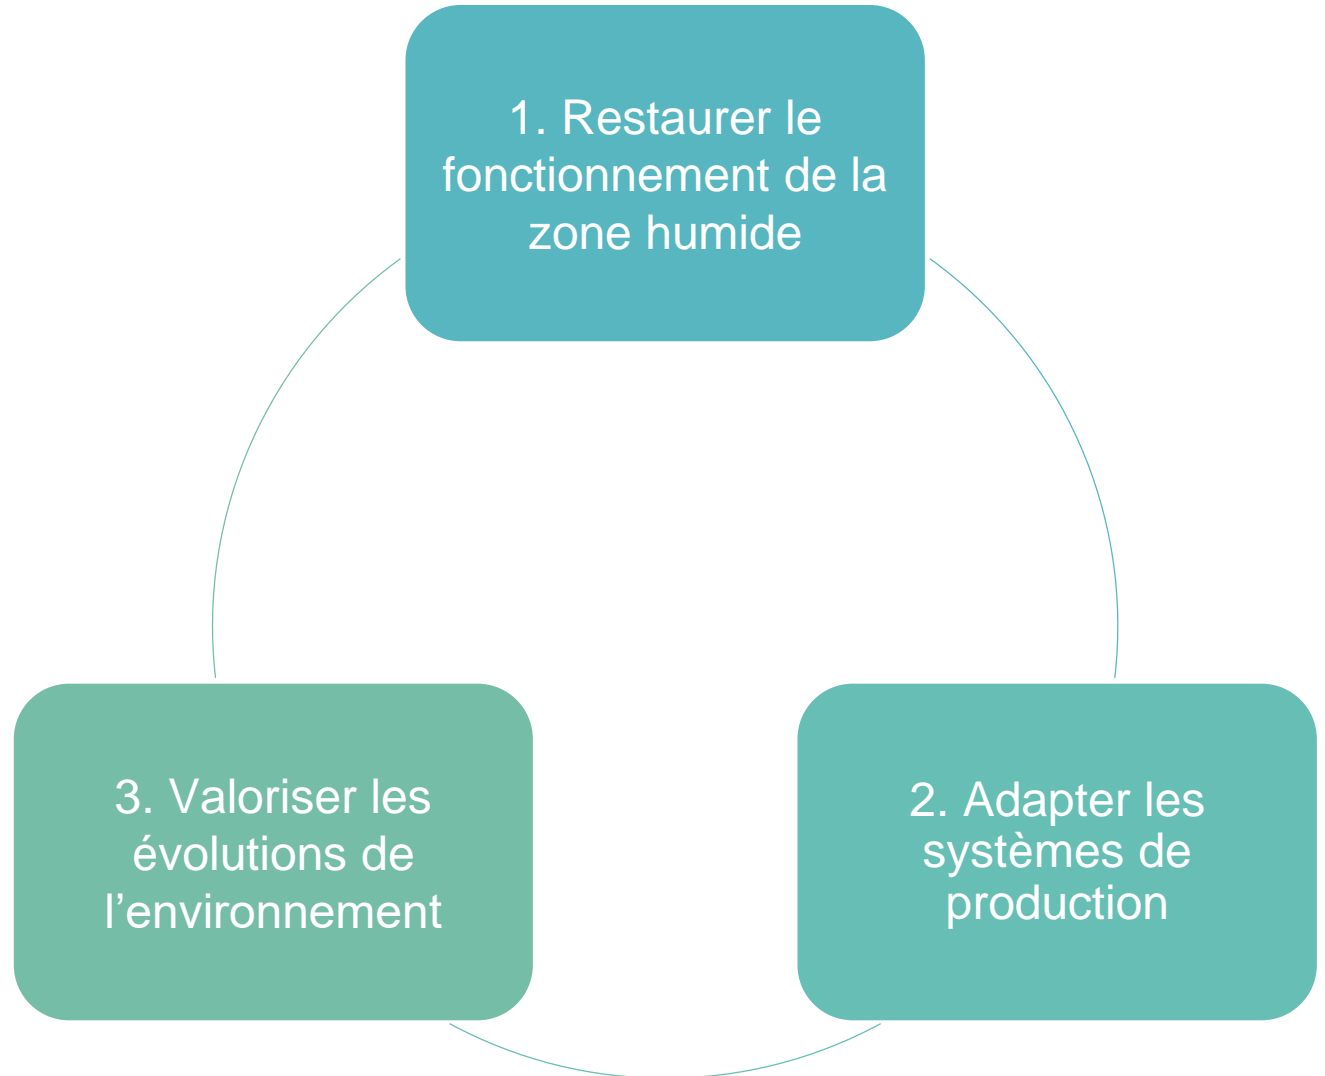 1. Restaurer le
fonctionnement de la
zone humide
2. Adapter les
systèmes de
production
3. Valoriser les
évolutions de
l’environnement